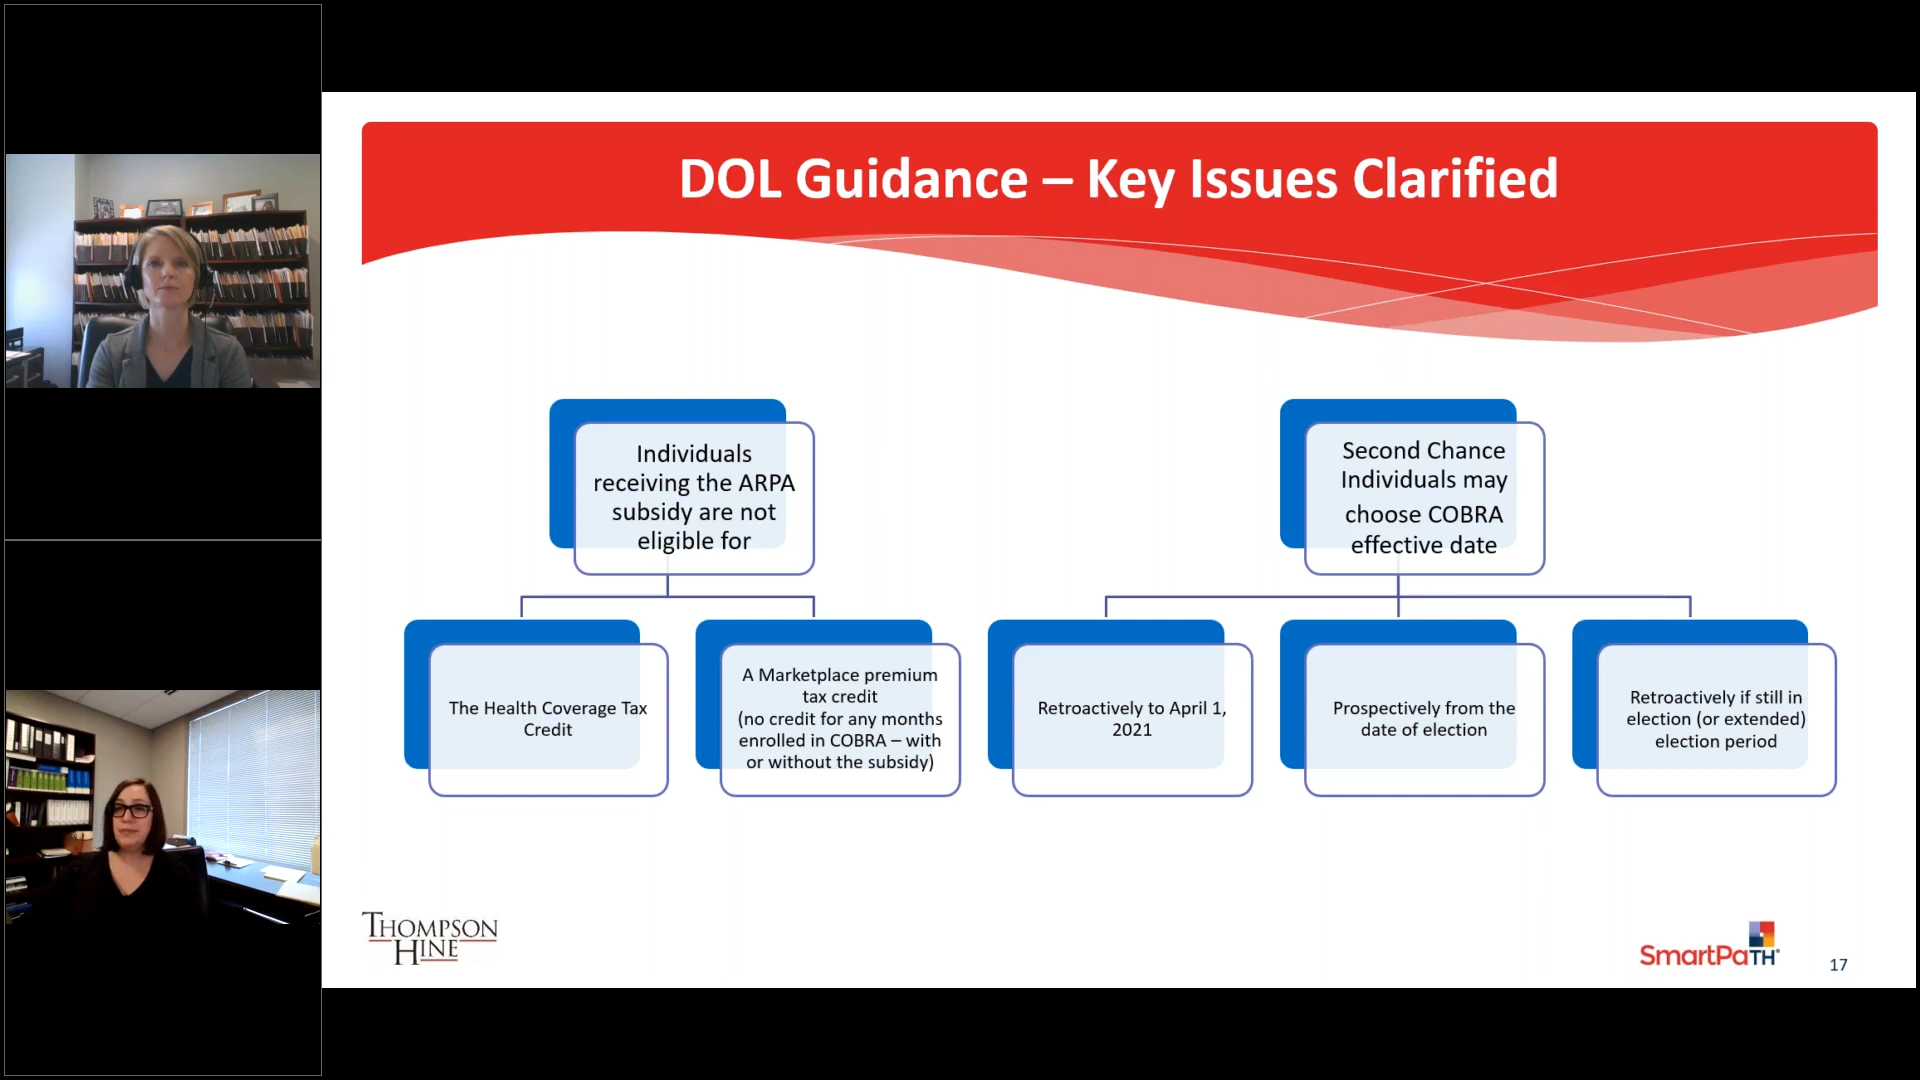 DOL Guidance – Key Issues Clarified
Individuals
receiving the ARPA
subsidy are not
eligible for
The Health Coverage Tax
Credit
A Marketplace premium
tax credit
(no credit for any months
enrolled in COBRA – with
or without the subsidy)
Second Chance
Individuals may
choose COBRA
effective date
Retroactively to April 1,
2021
Prospectively from the
date of election
Retroactively if still in
election (or extended)
election period
THOMPSON
HINE
SmartPaTH
17